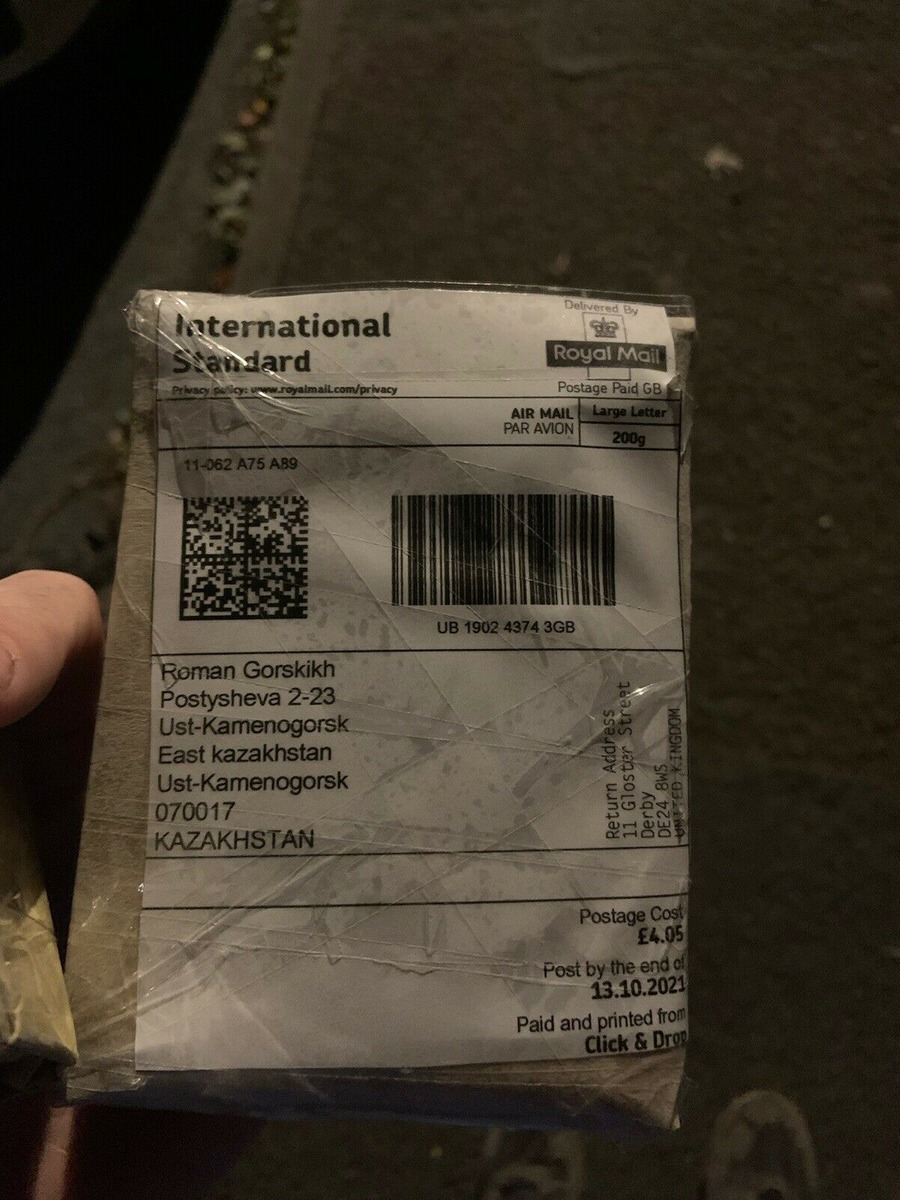 International
Standard
Delivered By
Royal Mail
Postage Paid GB
Privacy policy: www.royalmail.com/privacy
AIR MAIL
PAR AVION
Large Letter
200g
11-062 A75 A89
UB 1902 4374 3GB
Roman Gorskikh
Postysheva 2-23
Ust-Kamenogorsk
East kazakhstan
Ust-Kamenogorsk
070017
KAZAKHSTAN
Return Address
11 Gloster Street
Derby
DE24 8WS
UNITED KINGDOM
Postage Cost
£4.05
Post by the end of
13.10.2021
Paid and printed from
Click & Drop